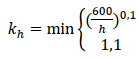 k_h = min { (600/h)^0,1
1,1